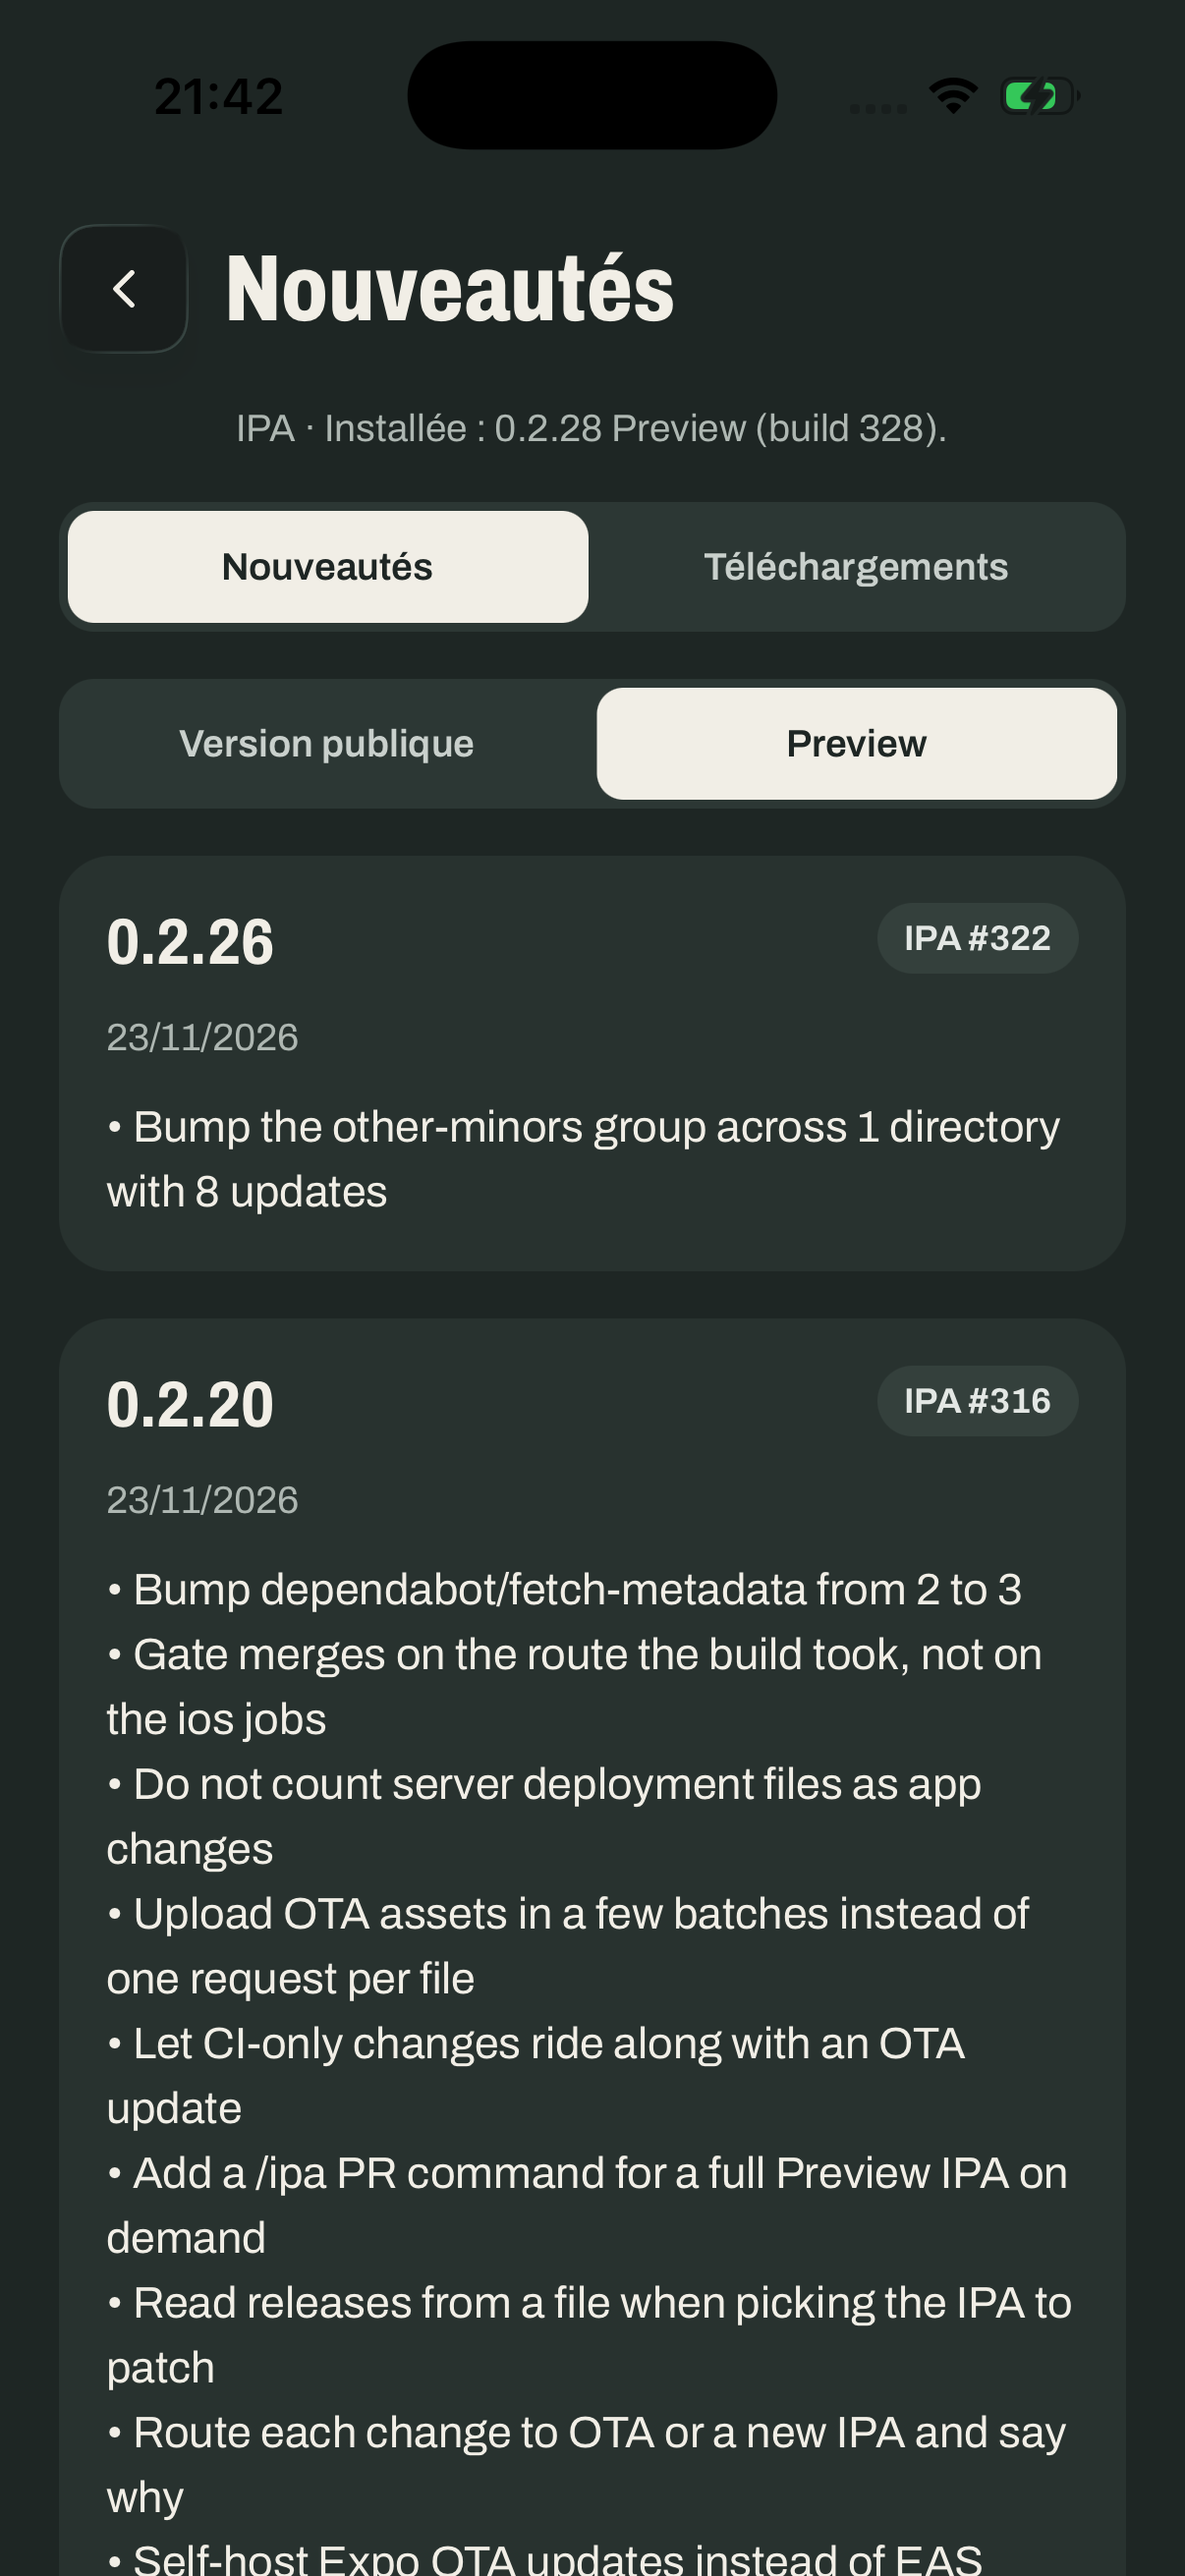 21:42
Nouveautés
IPA · Installée : 0.2.28 Preview (build 328).
Nouveautés
Téléchargements
Version publique
Preview
0.2.26
IPA #322
23/11/2026
• Bump the other-minors group across 1 directory
with 8 updates
0.2.20
IPA #316
23/11/2026
• Bump dependabot/fetch-metadata from 2 to 3
• Gate merges on the route the build took, not on
the ios jobs
• Do not count server deployment files as app
changes
• Upload OTA assets in a few batches instead of
one request per file
• Let CI-only changes ride along with an OTA
update
• Add a /ipa PR command for a full Preview IPA on
demand
• Read releases from a file when picking the IPA to
patch
• Route each change to OTA or a new IPA and say
why
• Self-host Expo OTA updates instead of EAS